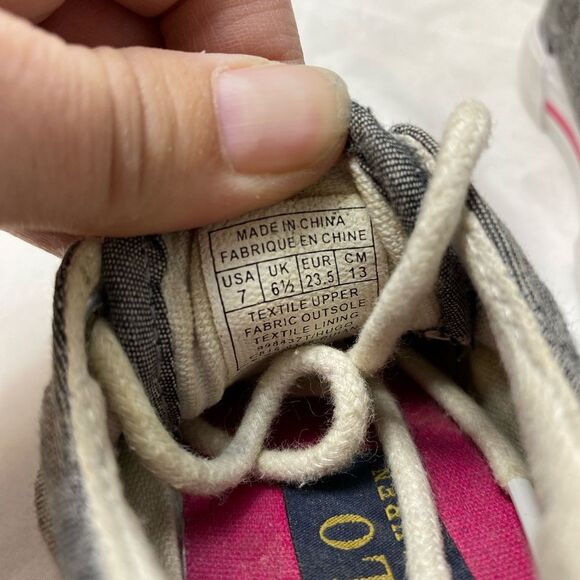 MADE IN CHINA
FABRIQUE EN CHINE
USA UK EUR CM
7 6½ 23.5 13
TEXTILE UPPER
FABRIC OUTSOLE
TEXTILE LINING
LO